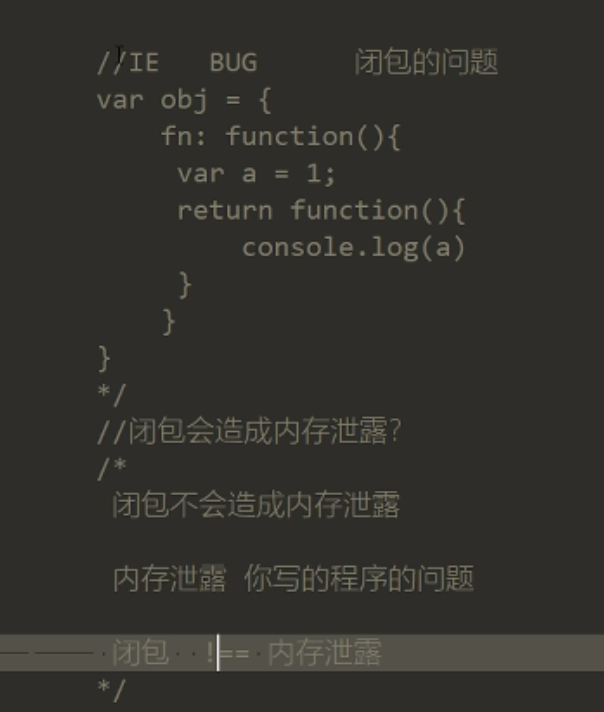 //IE   BUG      闭包的问题
var obj = {
    fn: function(){
     var a = 1;
     return function(){
         console.log(a)
     }
    }
}
*/
//闭包会造成内存泄露?
/*
 闭包不会造成内存泄露
 内存泄露 你写的程序的问题
 闭包  !== 内存泄露
*/